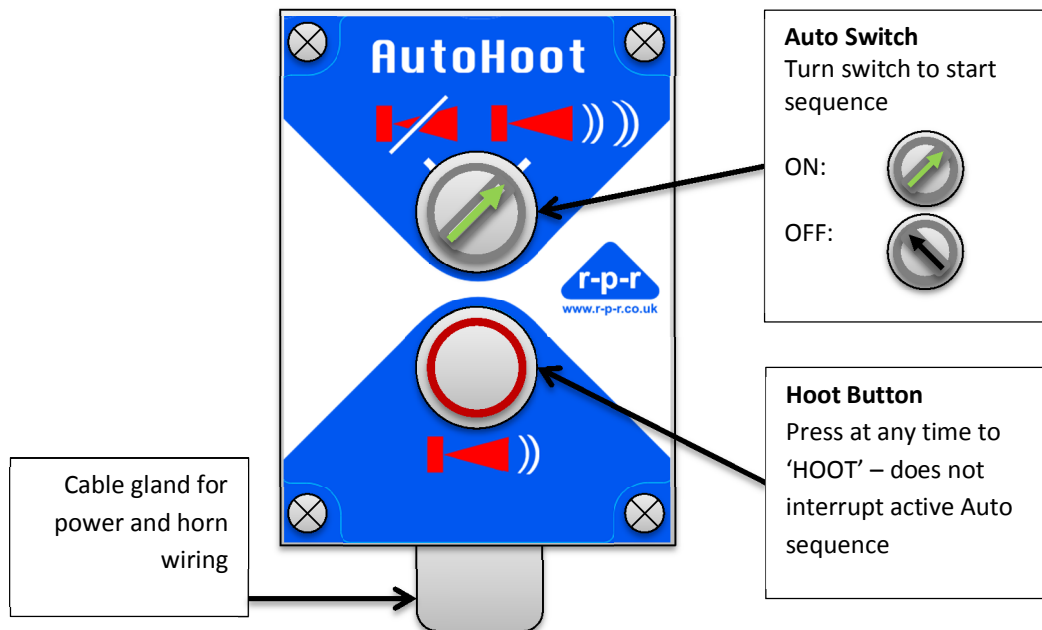 AutoHoot
r-p-r
www.r-p-r.co.uk
Auto Switch
Turn switch to start
sequence
ON:
OFF:
Hoot Button
Press at any time to
‘HOOT’ – does not
interrupt active Auto
sequence
Cable gland for
power and horn
wiring